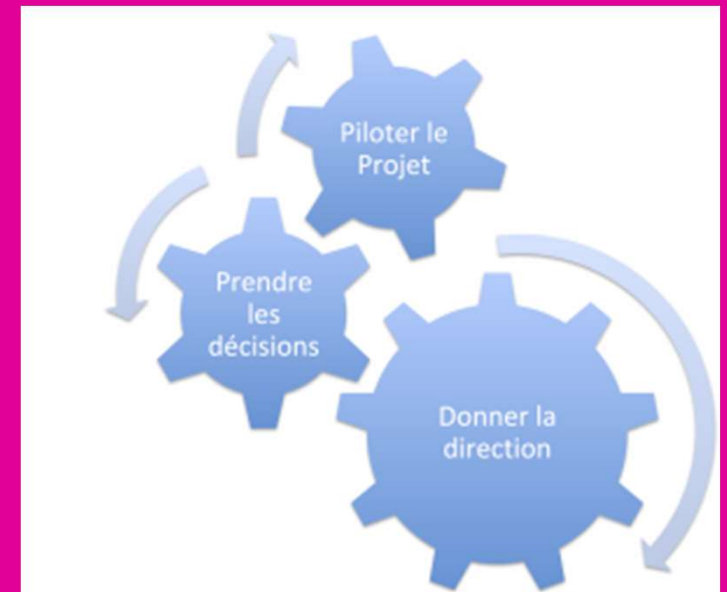 Piloter le
Projet
Prendre
les
décisions
Donner la
direction